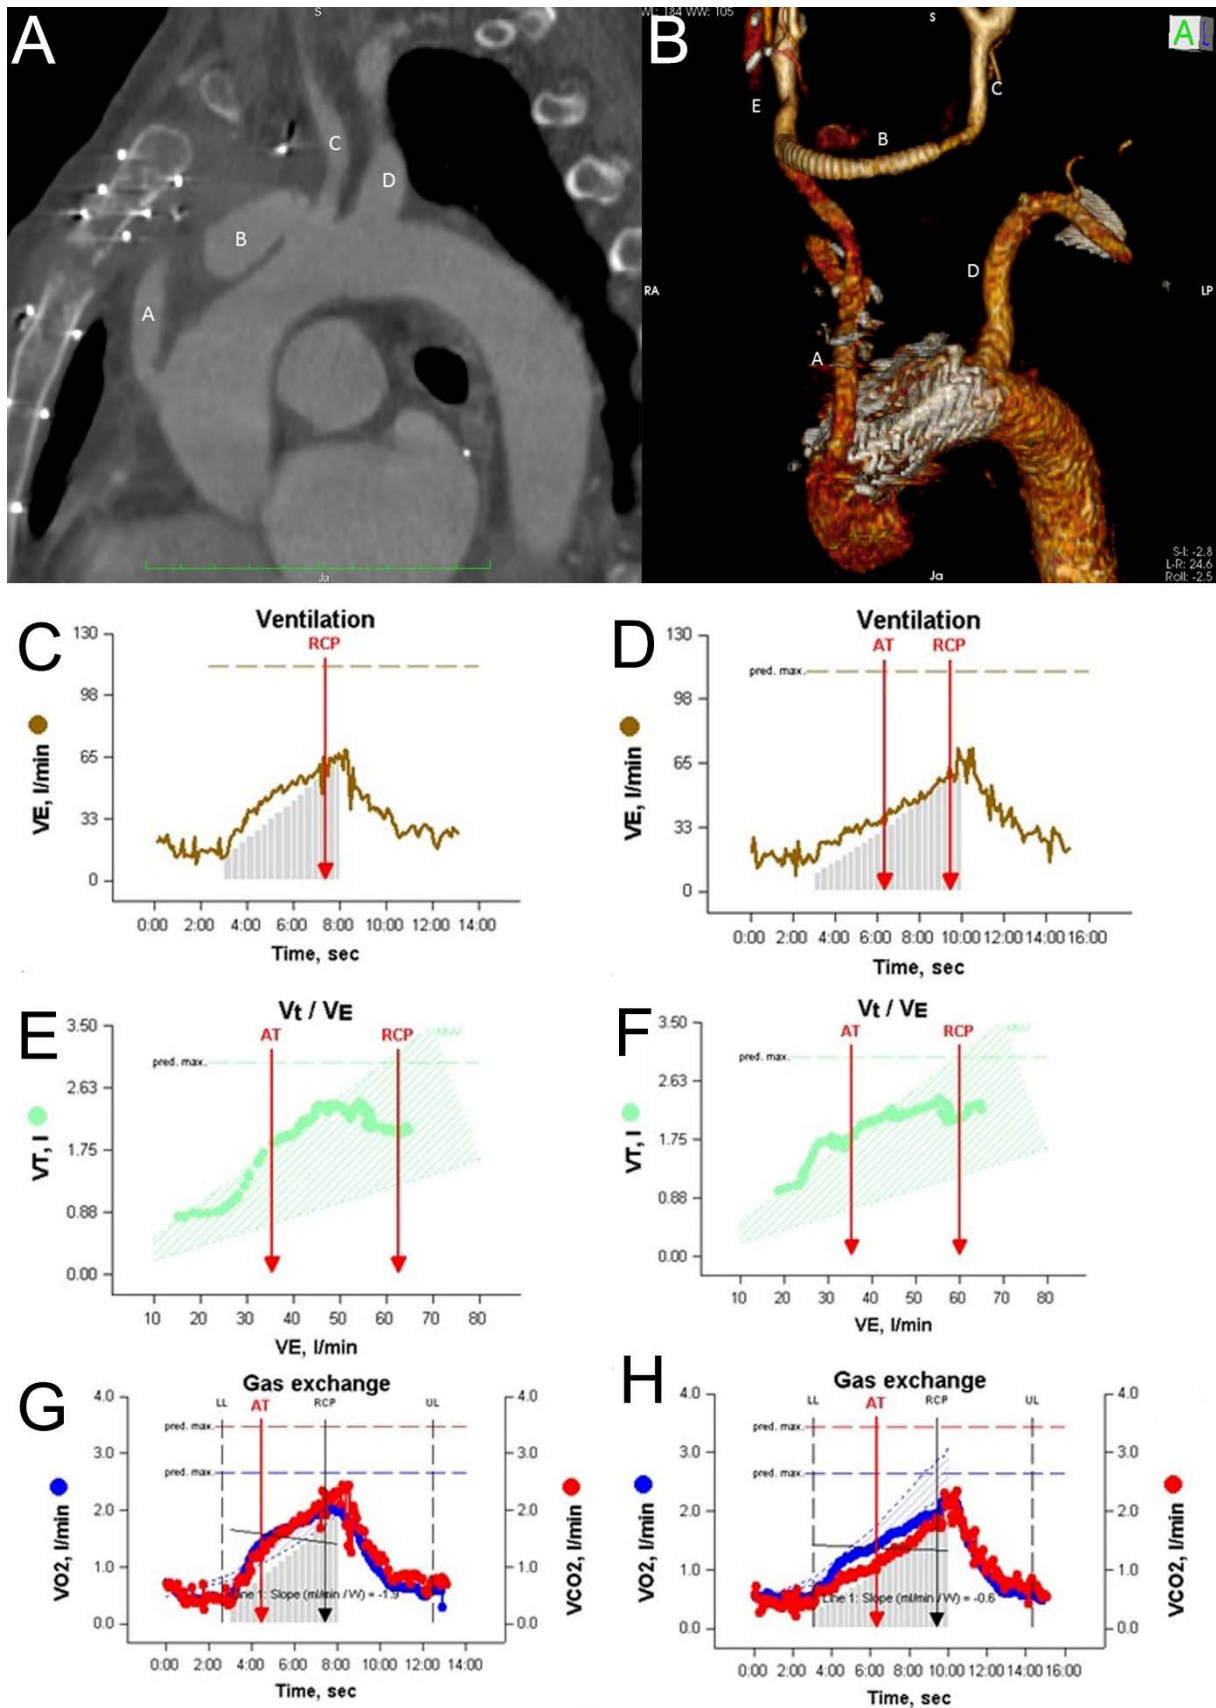 A
S
C
D
B
A
Ja
WL: 184 WW: 105
S
B
A
L
E
C
B
D
RA
LP
A
S-I: -2.8
L-R: 24.6
Roll: -2.5
Ja
C
Ventilation
RCP
130
98
65
33
0
VE, l/min
0:00 2:00 4:00 6:00 8:00 10:00 12:00 14:00
Time, sec
D
Ventilation
AT RCP
pred. max.
130
98
65
33
0
VE, l/min
0:00 2:00 4:00 6:00 8:00 10:00 12:00 14:00 16:00
Time, sec
E
Vt / VE
AT RCP
pred. max.
3.50
2.63
1.75
0.88
0.00
VT, l
10 20 30 40 50 60 70 80
VE, l/min
F
Vt / VE
AT RCP
pred. max.
3.50
2.63
1.75
0.88
0.00
VT, l
10 20 30 40 50 60 70 80
VE, l/min
G
Gas exchange
LL AT RCP UL
pred. max.
pred. max.
4.0
3.0
2.0
1.0
0.0
VO2, l/min
4.0
3.0
2.0
1.0
0.0
VCO2, l/min
Line 1: Slope (ml/min / W) = -1.9
0:00 2:00 4:00 6:00 8:00 10:00 12:00 14:00
Time, sec
H
Gas exchange
LL AT RCP UL
pred. max.
pred. max.
4.0
3.0
2.0
1.0
0.0
VO2, l/min
4.0
3.0
2.0
1.0
0.0
VCO2, l/min
Line 1: Slope (ml/min / W) = -0.6
0:00 2:00 4:00 6:00 8:00 10:00 12:00 14:00 16:00
Time, sec